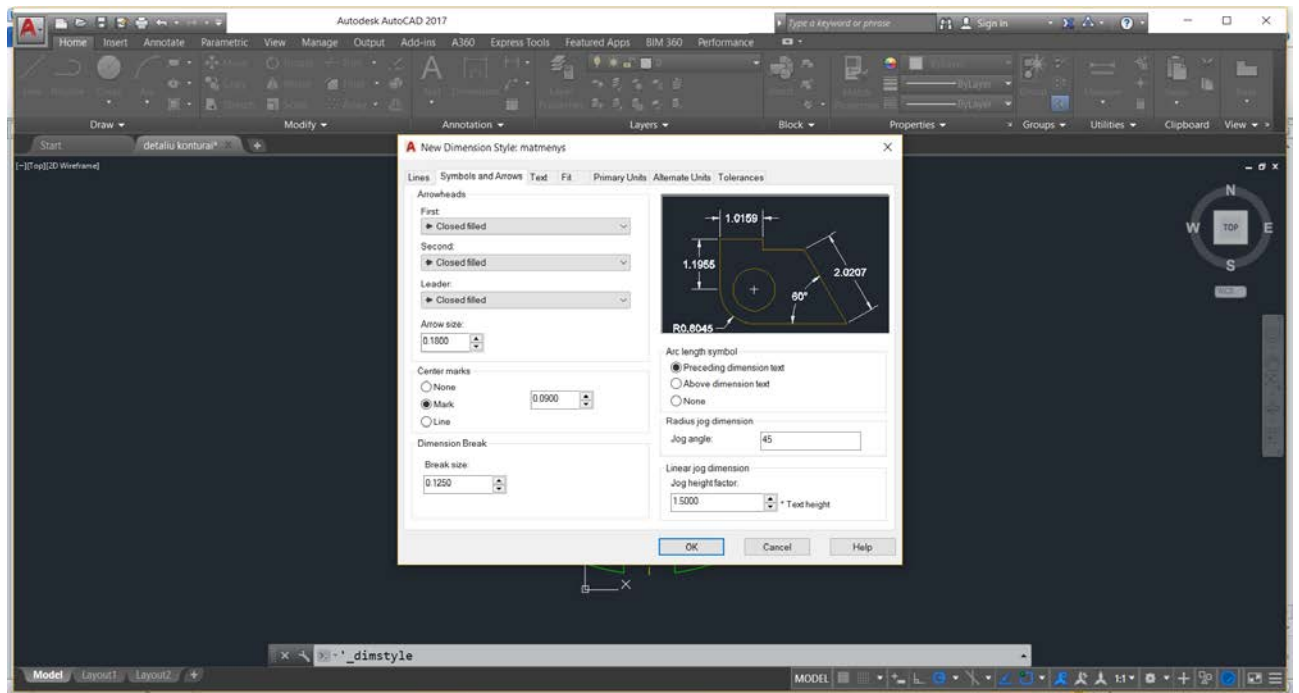 Autodesk AutoCAD 2017
Type a keyword or phrase
Sign In
Home Insert Annotate Parametric View Manage Output Add-ins A360 Express Tools Featured Apps BIM 360 Performance
Draw Modify Annotation Layers Block Properties Groups Utilities Clipboard View
Start detaliu konturai*
[-][Top][2D Wireframe]
N
W TOP E
S
New Dimension Style: matmenys
Lines Symbols and Arrows Text Fit Primary Units Alternate Units Tolerances
Arrowheads
First:
Closed filled
Second:
Closed filled
Leader:
Closed filled
Arrow size:
0.1800
Center marks
None
Mark 0.0900
Line
Dimension Break
Break size:
0.1250
1.0159
1.1955
2.0207
60°
R0.8045
Arc length symbol
Preceding dimension text
Above dimension text
None
Radius jog dimension
Jog angle: 45
Linear jog dimension
Jog height factor:
1.5000 * Text height
OK Cancel Help
'_dimstyle
Model Layout1 Layout2 +
MODEL 1:1